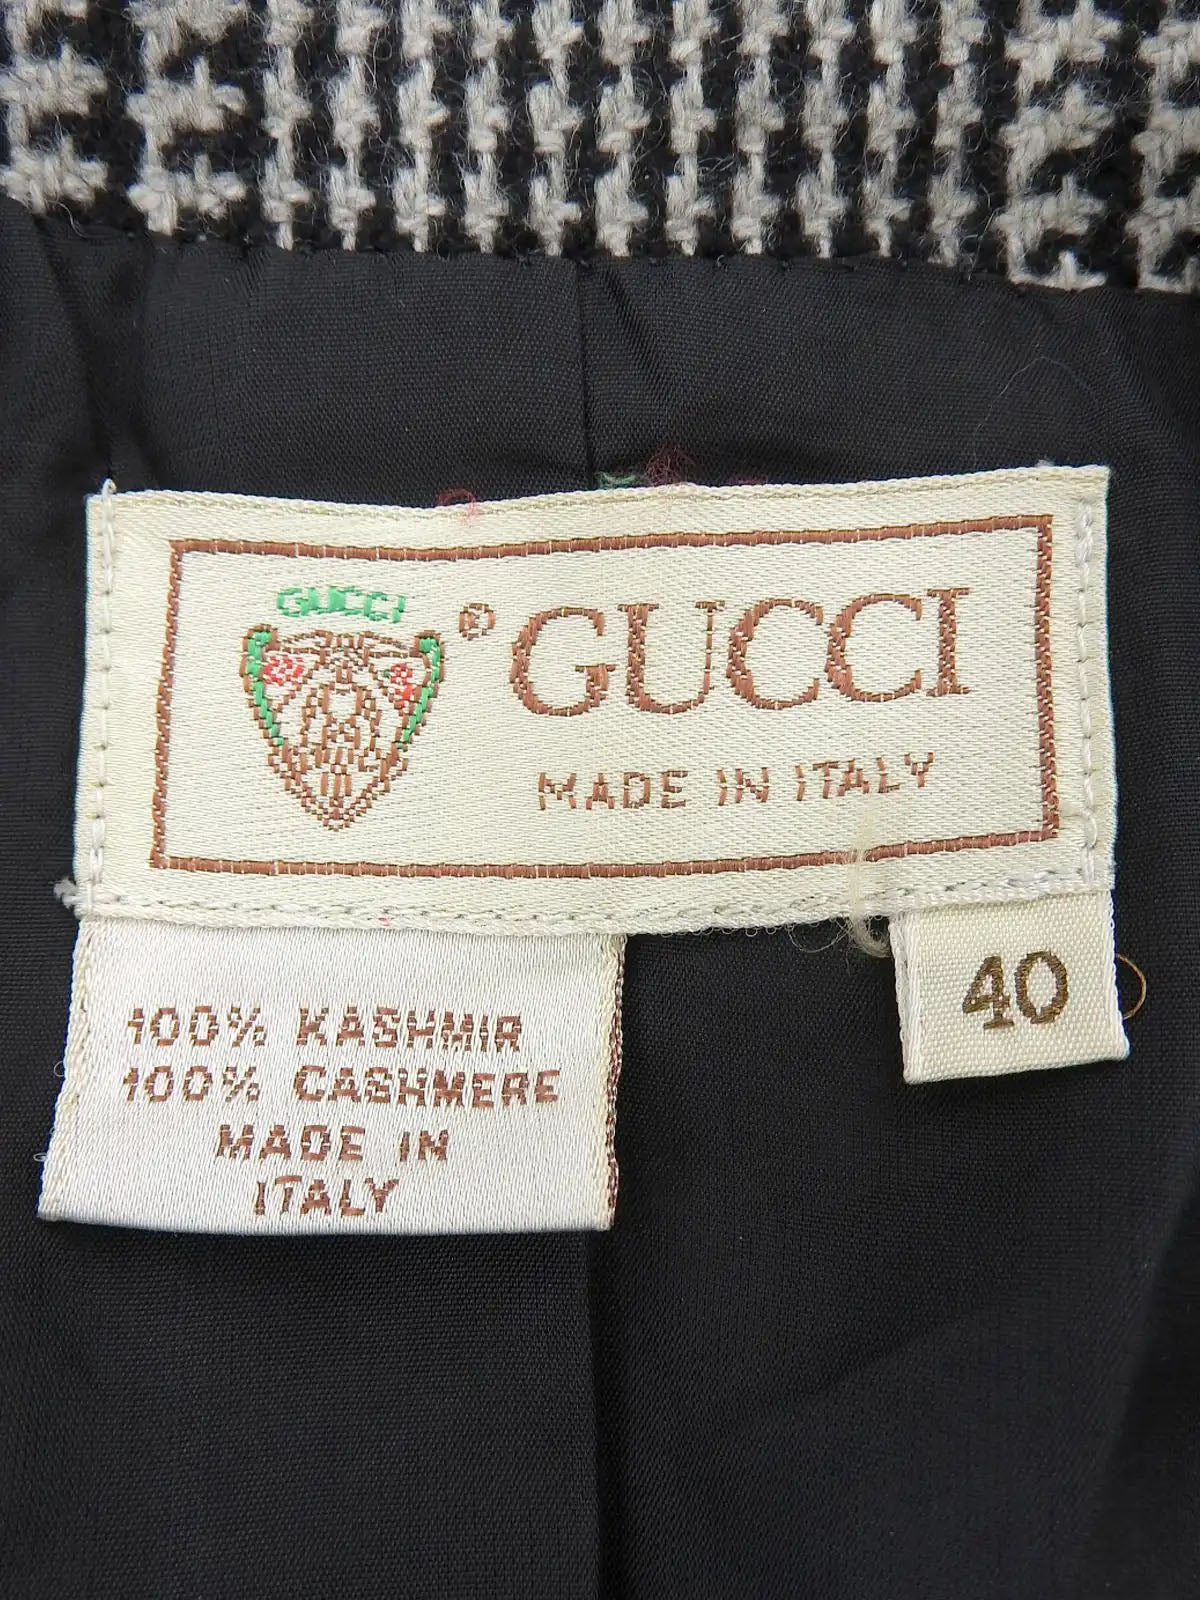 GUCCI
® GUCCI
MADE IN ITALY
40
100% KASHMIR
100% CASHMERE
MADE IN
ITALY